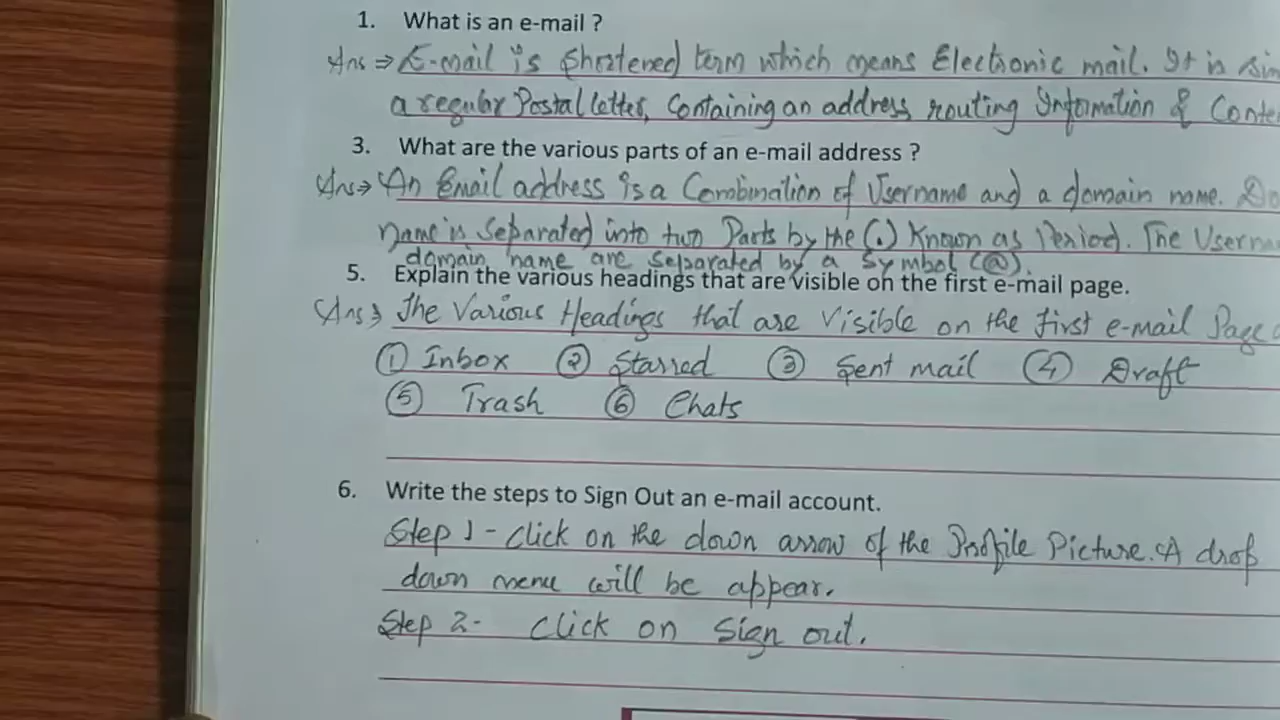 1. What is an e-mail ?
Ans ⇒ E-mail is shortened term which means Electronic mail. It is
a regular Postal letter, Containing an address routing Information &
3. What are the various parts of an e-mail address ?
Ans ⇒ An Email address is a Combination of Username and a domain name.
name is separated into two Parts by the (.) Known as Period. The
domain name are separated by a symbol (@).
5. Explain the various headings that are visible on the first e-mail page.
Ans ⇒ The Various Headings that are Visible on the first e-mail Page
① Inbox ② Starred ③ Sent mail ④ Draft
⑤ Trash ⑥ Chats
6. Write the steps to Sign Out an e-mail account.
Step 1 - Click on the down arrow of the Profile Picture. A drop
down menu will be appear.
Step 2 - Click on Sign out.